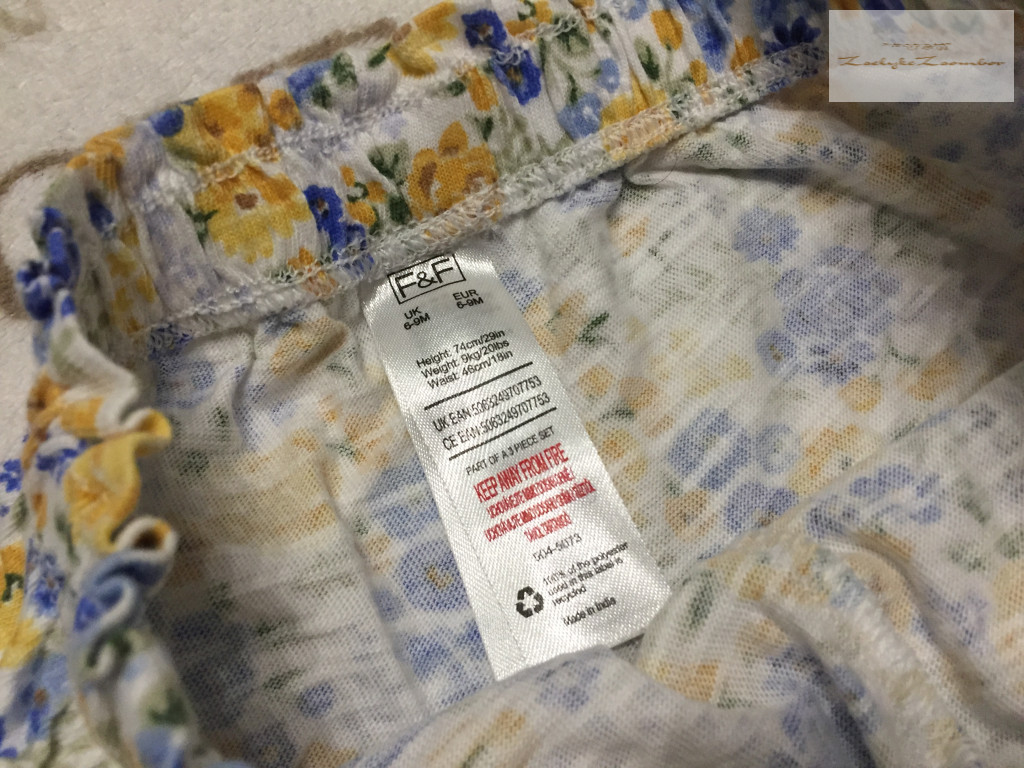 F&F
UK EUR
6-9M 6-9M
Height: 74cm/29in
Weight: 9kg/20lbs
Waist: 46cm/18in
UK EAN:5063249707753
CE EAN:5063249707753
PART OF A 3 PIECE SET
KEEP AWAY FROM FIRE
504-5073
100% of the polyester
used in this label is
recycled
Made in India